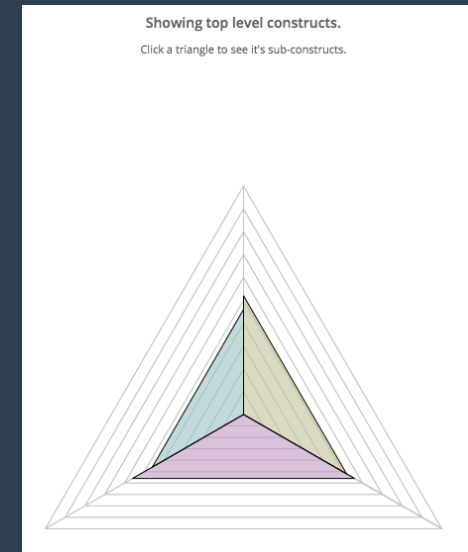 Showing top level constructs.
Click a triangle to see it's sub-constructs.